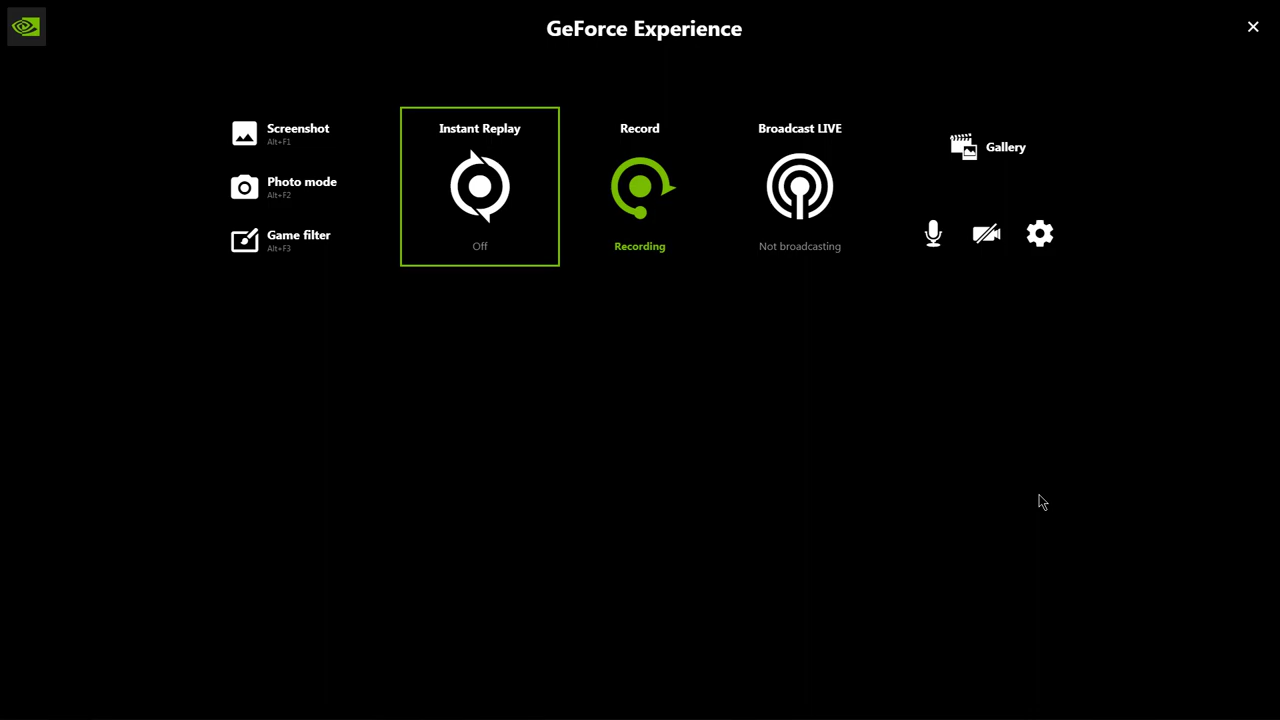 GeForce Experience
Screenshot
Alt+F1
Photo mode
Alt+F2
Game filter
Alt+F3
Instant Replay
Off
Record
Recording
Broadcast LIVE
Not broadcasting
Gallery